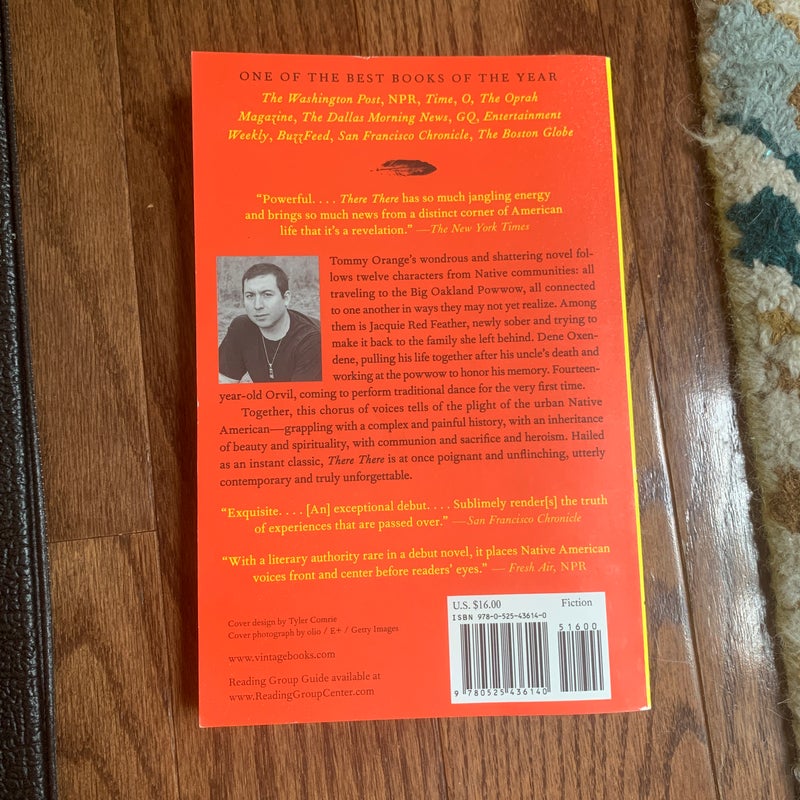 ONE OF THE BEST BOOKS OF THE YEAR
The Washington Post, NPR, Time, O, The Oprah
Magazine, The Dallas Morning News, GQ, Entertainment
Weekly, BuzzFeed, San Francisco Chronicle, The Boston Globe
“Powerful. . . . There There has so much jangling energy
and brings so much news from a distinct corner of American
life that it's a revelation.” —The New York Times
Tommy Orange's wondrous and shattering novel fol-
lows twelve characters from Native communities: all
traveling to the Big Oakland Powwow, all connected
to one another in ways they may not yet realize. Among
them is Jacquie Red Feather, newly sober and trying to
make it back to the family she left behind. Dene Oxen-
dene, pulling his life together after his uncle's death and
working at the powwow to honor his memory. Fourteen-
year-old Orvil, coming to perform traditional dance for the very first time.
Together, this chorus of voices tells of the plight of the urban Native
American—grappling with a complex and painful history, with an inheritance
of beauty and spirituality, with communion and sacrifice and heroism. Hailed
as an instant classic, There There is at once poignant and unflinching, utterly
contemporary and truly unforgettable.
“Exquisite. . . . [An] exceptional debut. . . . Sublimely render[s] the truth
of experiences that are passed over.” —San Francisco Chronicle
“With a literary authority rare in a debut novel, it places Native American
voices front and center before readers' eyes.” — Fresh Air, NPR
U.S. $16.00 Fiction
ISBN 978-0-525-43614-0
51600
9 780525 436140
Cover design by Tyler Comrie
Cover photograph by olio / E+ / Getty Images
www.vintagebooks.com
Reading Group Guide available at
www.ReadingGroupCenter.com